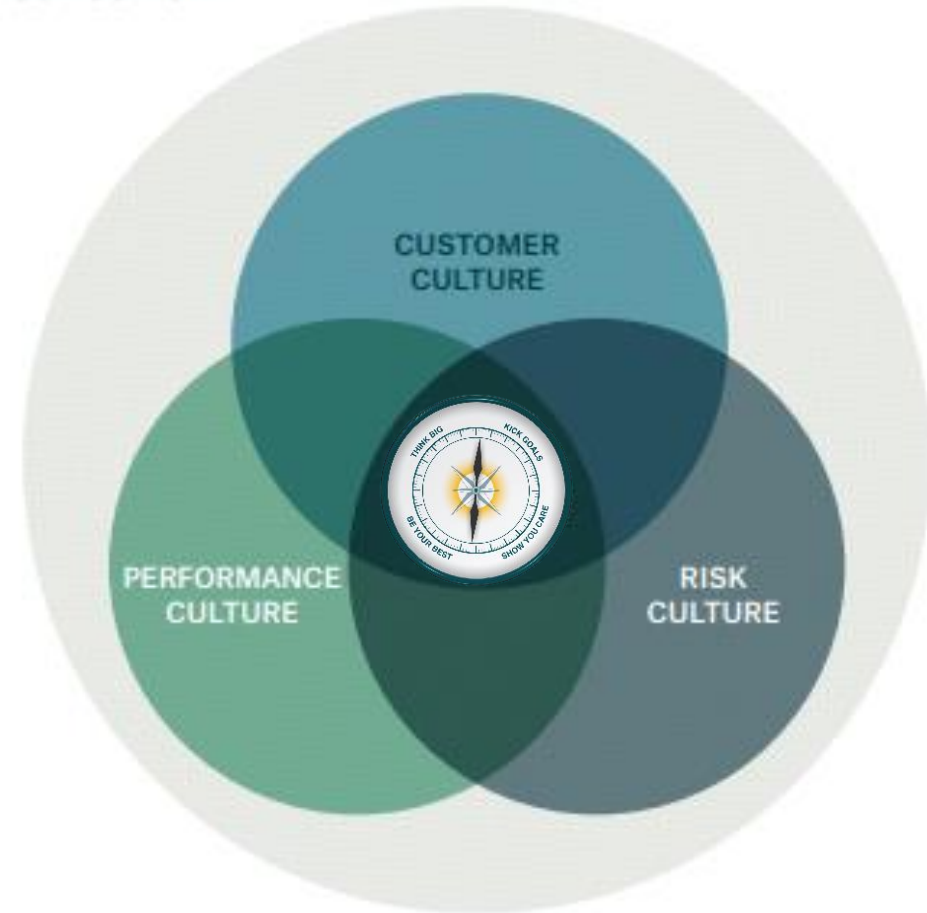 CUSTOMER
CULTURE
THINK BIG
KICK GOALS
BE YOUR BEST
SHOW YOU CARE
PERFORMANCE
CULTURE
RISK
CULTURE